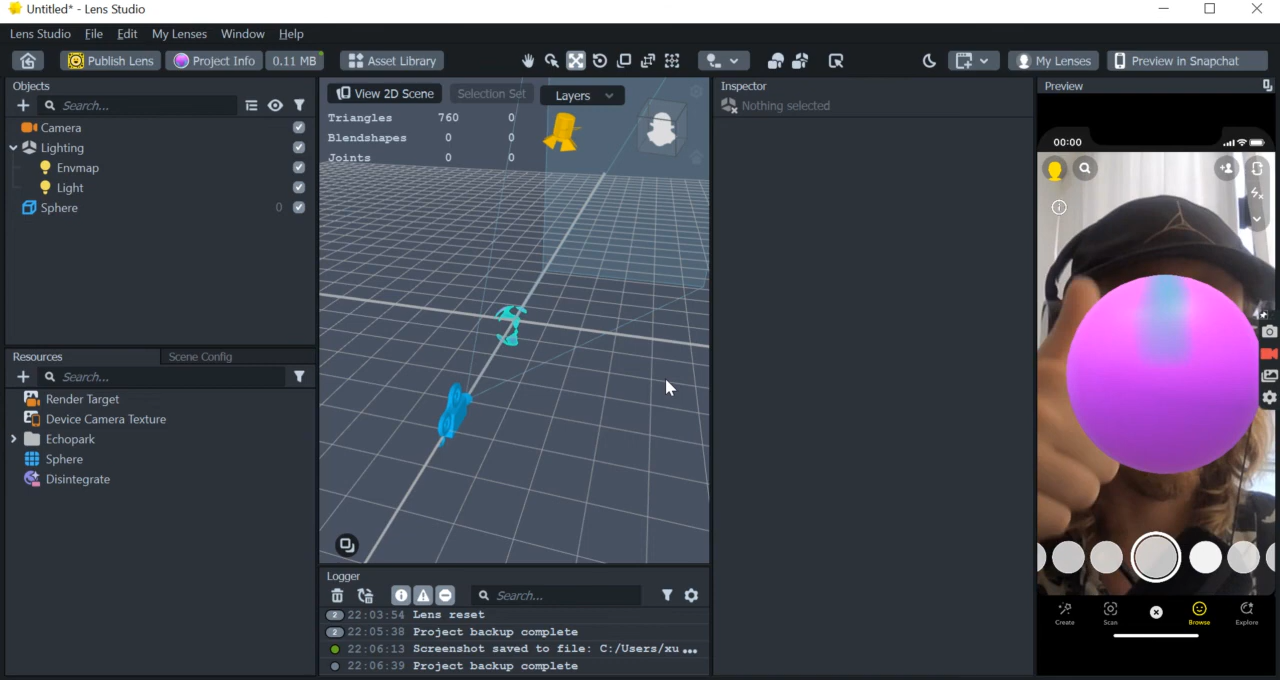 Untitled* - Lens Studio
Lens Studio File Edit My Lenses Window Help
Publish Lens Project Info 0.11 MB Asset Library My Lenses Preview in Snapchat
Objects
Search...
Camera
Lighting
Envmap
Light
Sphere 0
Resources Scene Config
Search...
Render Target
Device Camera Texture
Echopark
Sphere
Disintegrate
View 2D Scene Selection Set Layers
Triangles 760 0
Blendshapes 0 0
Joints 0 0
Logger
Search...
2 22:03:54 Lens reset
2 22:05:38 Project backup complete
22:06:13 Screenshot saved to file: C:/Users/xu ...
22:06:39 Project backup complete
Inspector
Nothing selected
Preview
00:00
Create Scan Browse Explore